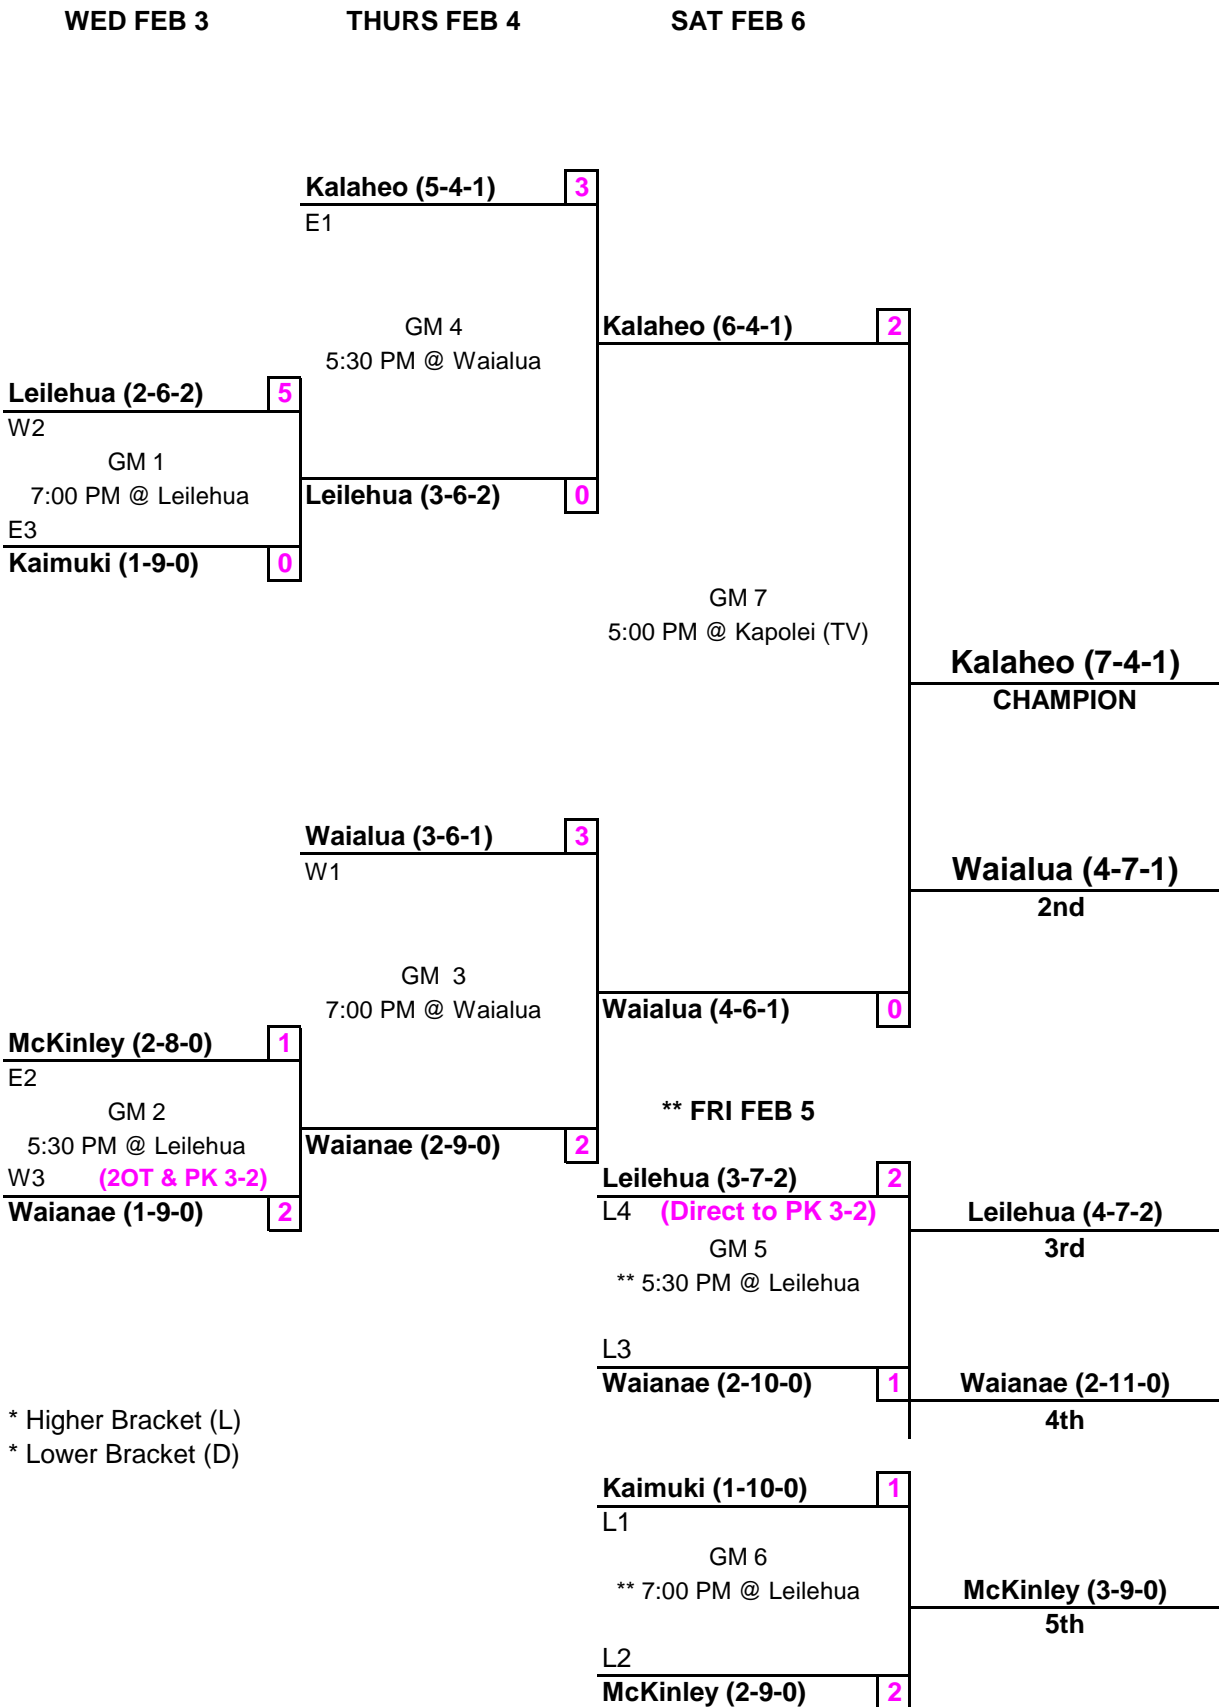 WED FEB 3
THURS FEB 4
SAT FEB 6
Kalaheo (5-4-1) 3
E1
GM 4
5:30 PM @ Waialua
Kalaheo (6-4-1) 2
Leilehua (2-6-2) 5
W2
GM 1
7:00 PM @ Leilehua
E3
Kaimuki (1-9-0) 0
Leilehua (3-6-2) 0
GM 7
5:00 PM @ Kapolei (TV)
Kalaheo (7-4-1)
CHAMPION
Waialua (3-6-1) 3
W1
Waialua (4-7-1)
2nd
GM 3
7:00 PM @ Waialua
Waialua (4-6-1) 0
McKinley (2-8-0) 1
E2
GM 2
5:30 PM @ Leilehua
W3 (2OT & PK 3-2)
Waianae (1-9-0) 2
Waianae (2-9-0) 2
** FRI FEB 5
Leilehua (3-7-2) 2
L4 (Direct to PK 3-2)
GM 5
** 5:30 PM @ Leilehua
L3
Waianae (2-10-0) 1
Leilehua (4-7-2)
3rd
Waianae (2-11-0)
4th
* Higher Bracket (L)
* Lower Bracket (D)
Kaimuki (1-10-0) 1
L1
GM 6
** 7:00 PM @ Leilehua
L2
McKinley (2-9-0) 2
McKinley (3-9-0)
5th